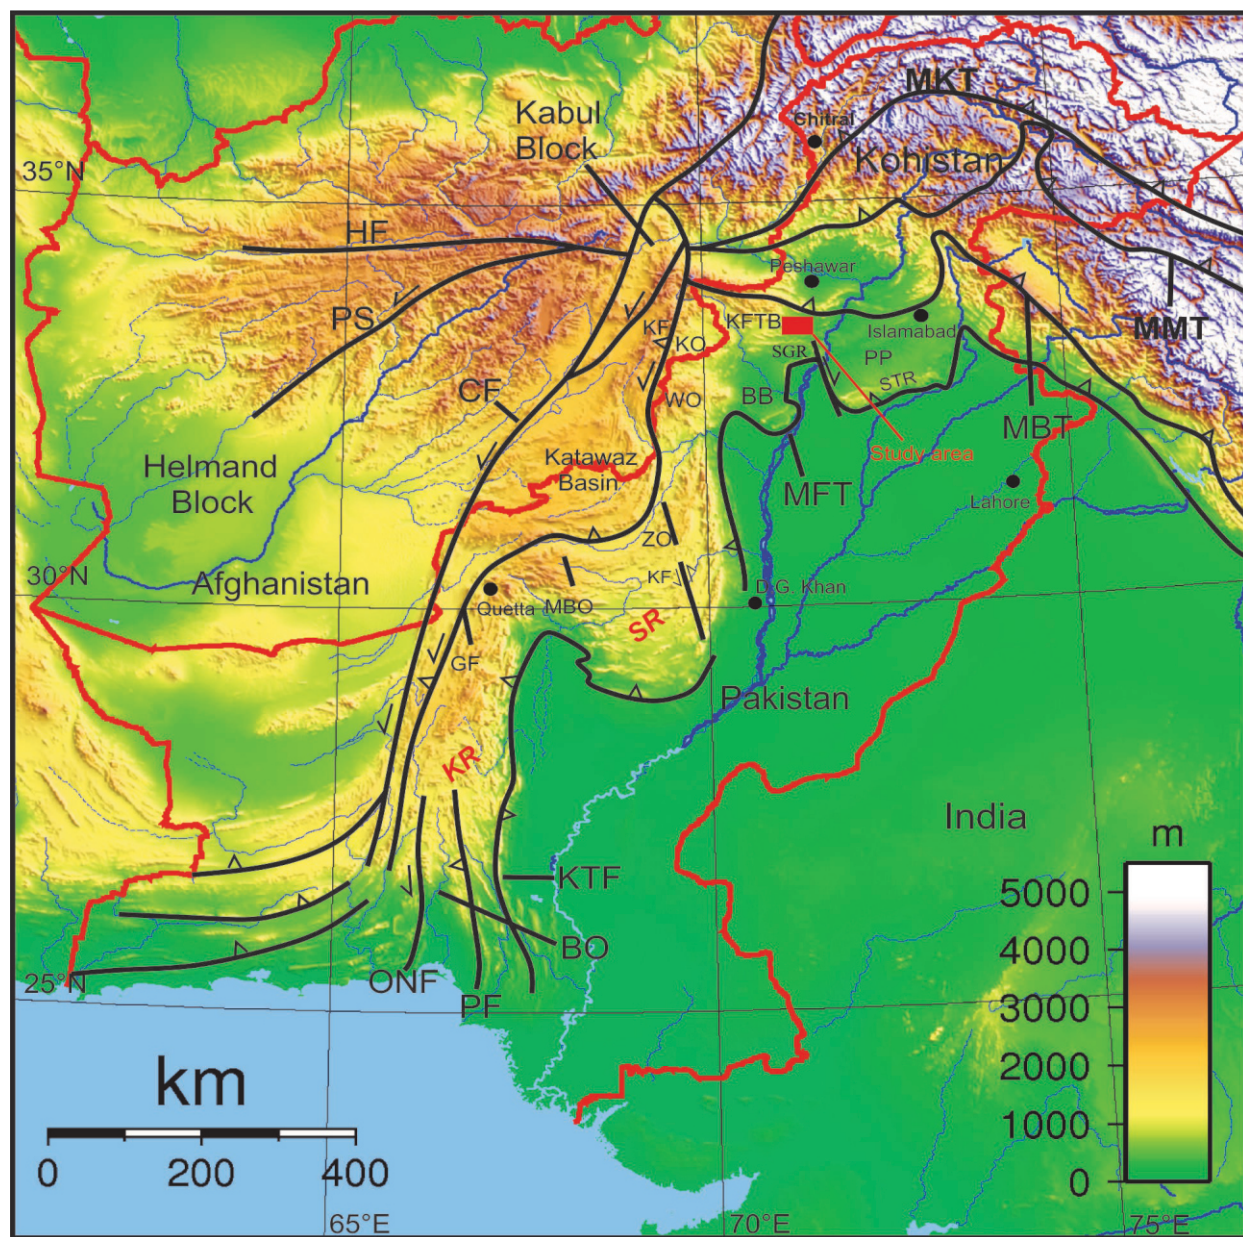 MKT
Kabul
Block
Chitral
Kohistan
35°N
HF
Peshawar
PS
KF
KFTB
Islamabad
MMT
KO
SGR
PP
STR
CF
WO
BB
MBT
Study area
Helmand
Block
Katawaz
Basin
MFT
Lahore
ZO
30°N
Afghanistan
KF
D.G. Khan
Quetta
MBO
SR
GF
Pakistan
KR
India
m
KTF
5000
BO
4000
25°N
ONF
PF
3000
2000
km
1000
0
0 200 400
65°E
70°E
75°E